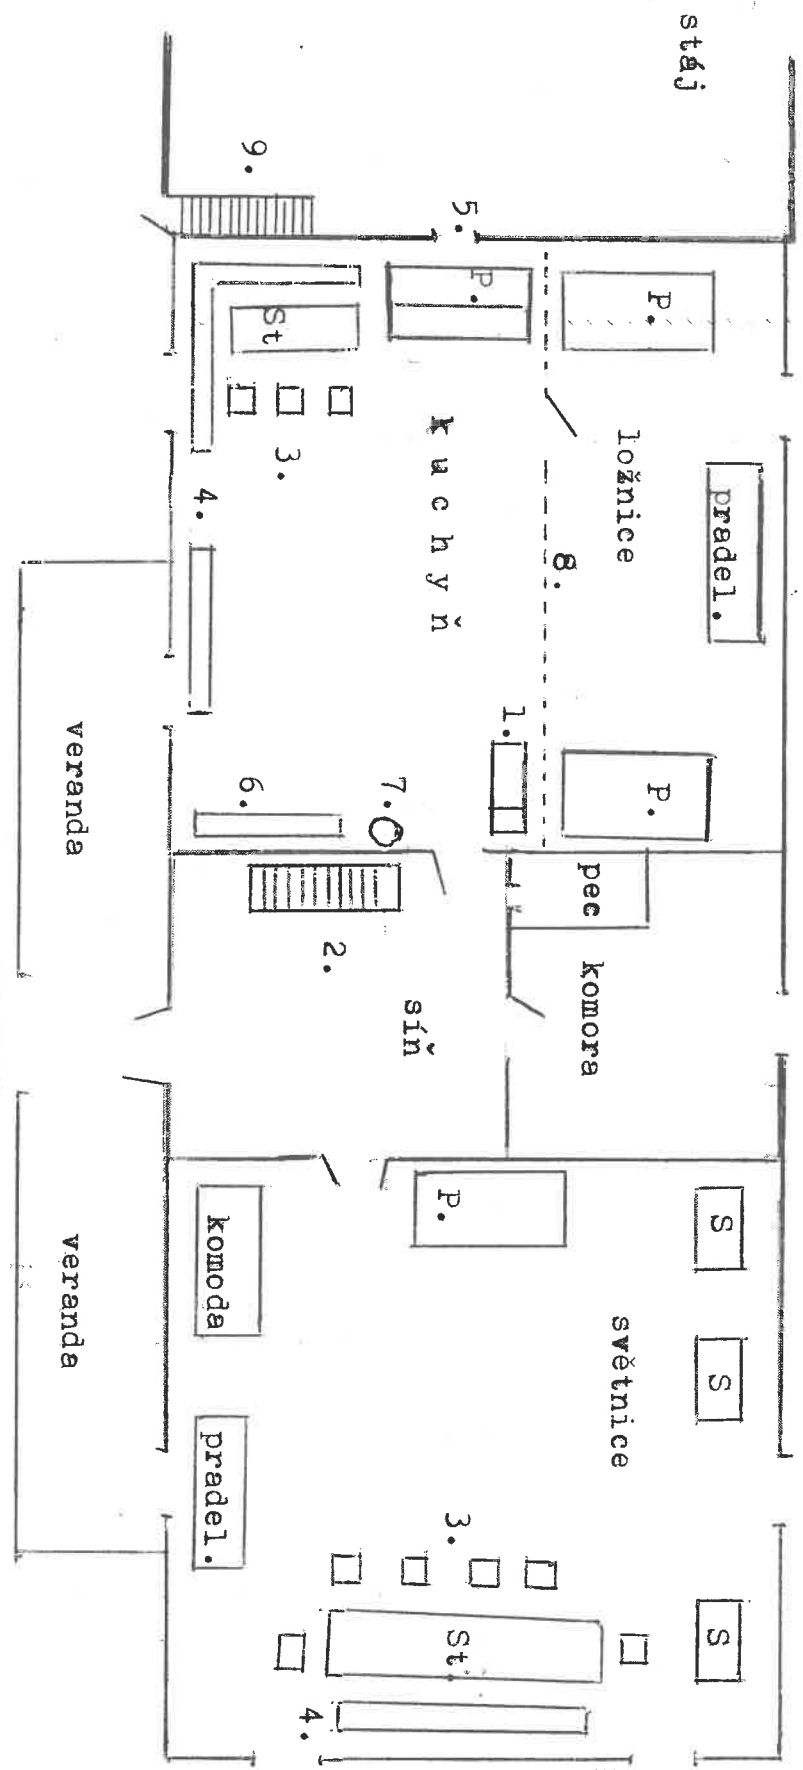 stáj
pradel.
S
S
S
P.
P.
ložnice
světnice
pec
komora
8.
1.
5.
P.
P.
3.
St.
k u c h y ň
síň
7.
2.
4.
3.
St
9.
6.
4.
komoda
pradel.
veranda
veranda